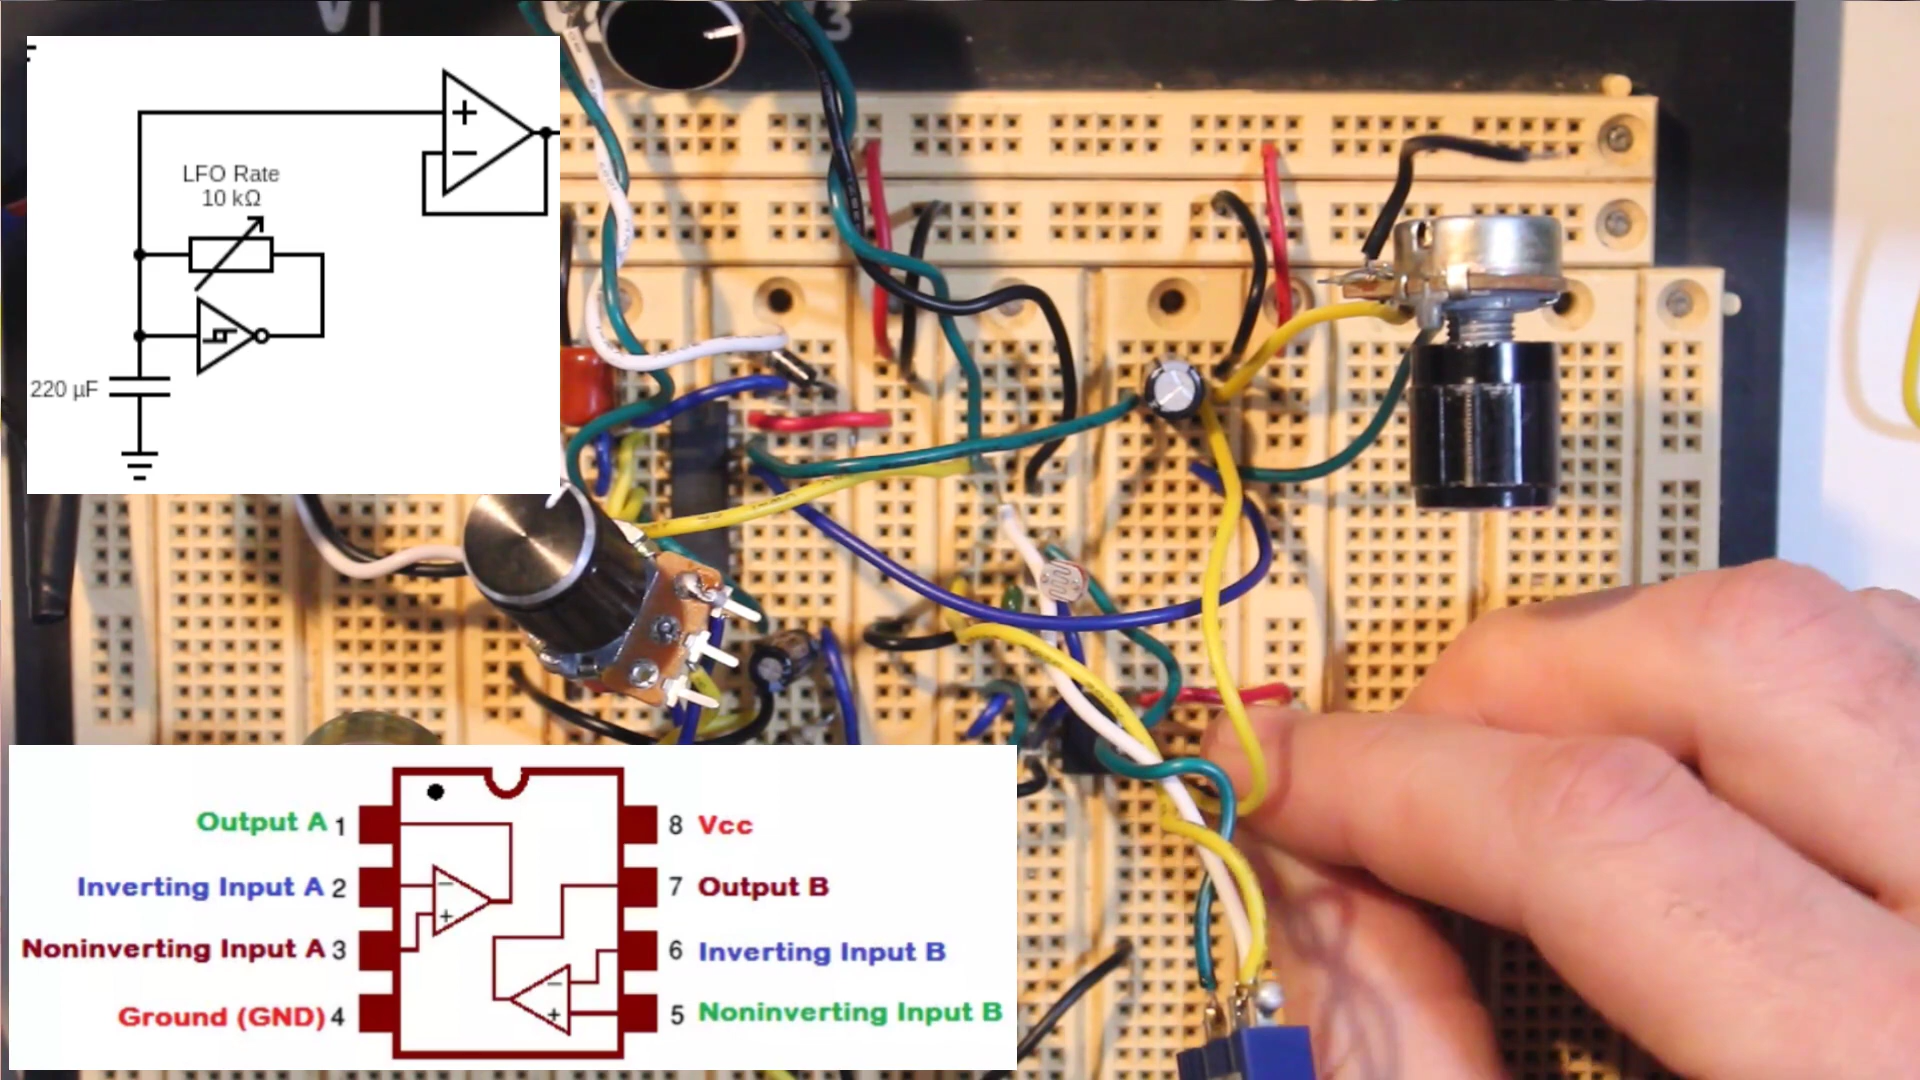 LFO Rate
10 kΩ
+
−
220 µF
Output A 1
Inverting Input A 2
Noninverting Input A 3
Ground (GND) 4
8 Vcc
7 Output B
6 Inverting Input B
5 Noninverting Input B
−
+
−
+